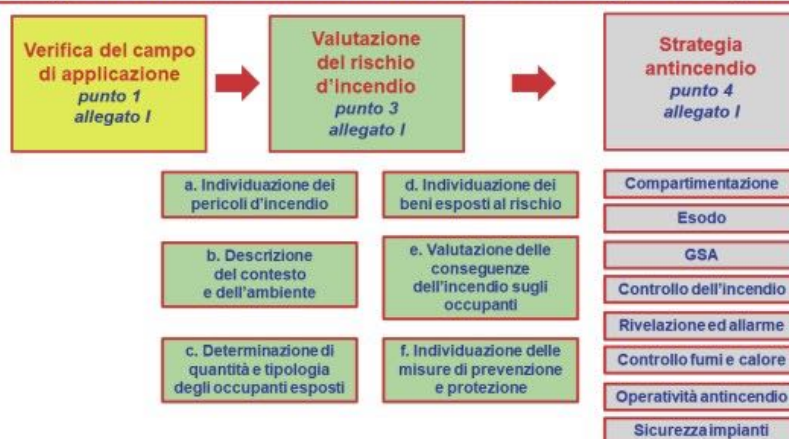 Verifica del campo
di applicazione
punto 1
allegato I
Valutazione
del rischio
d'incendio
punto 3
allegato I
Strategia
antincendio
punto 4
allegato I
a. Individuazione dei
pericoli d'incendio
b. Descrizione
del contesto
e dell'ambiente
c. Determinazione di
quantità e tipologia
degli occupanti esposti
d. Individuazione dei
beni esposti al rischio
e. Valutazione delle
conseguenze
dell'incendio sugli
occupanti
f. Individuazione delle
misure di prevenzione
e protezione
Compartimentazione
Esodo
GSA
Controllo dell'incendio
Rivelazione ed allarme
Controllo fumi e calore
Operatività antincendio
Sicurezza impianti